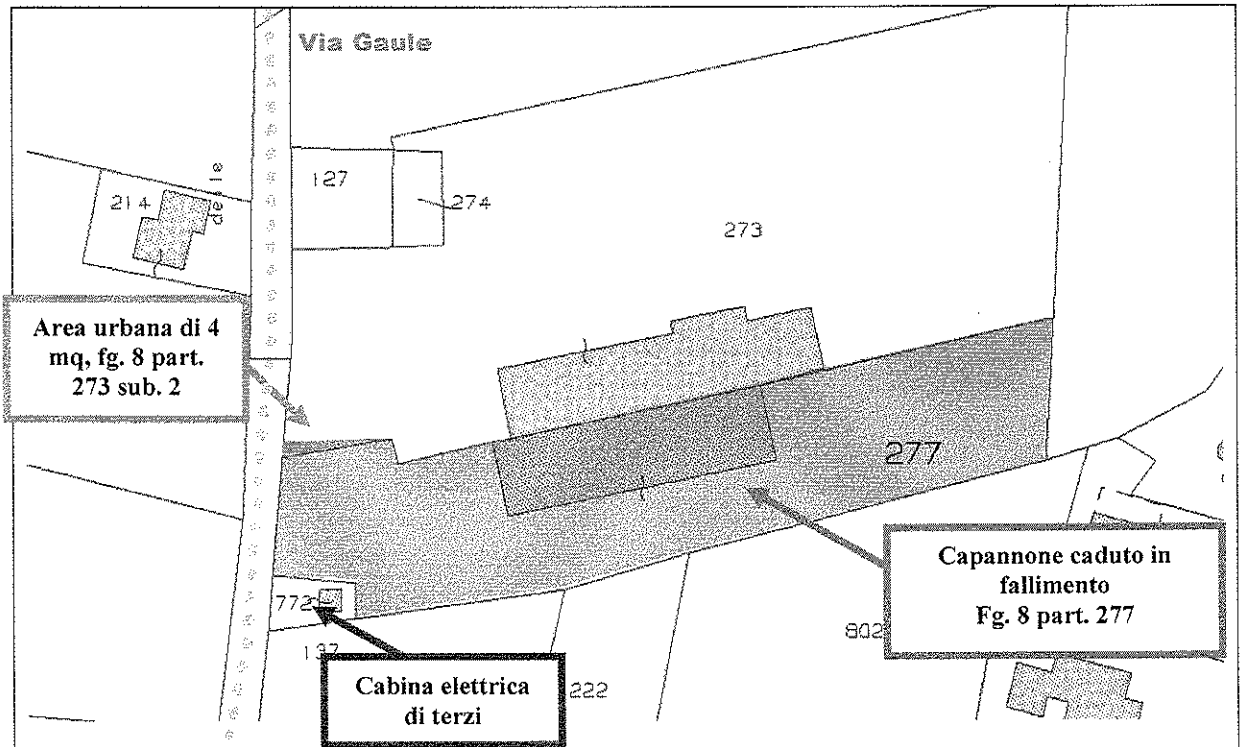 Via Gaule
127
274
214
delle
273
Area urbana di 4
mq, fg. 8 part.
273 sub. 2
277
Capannone caduto in
fallimento
Fg. 8 part. 277
772
137
802
Cabina elettrica
di terzi
222